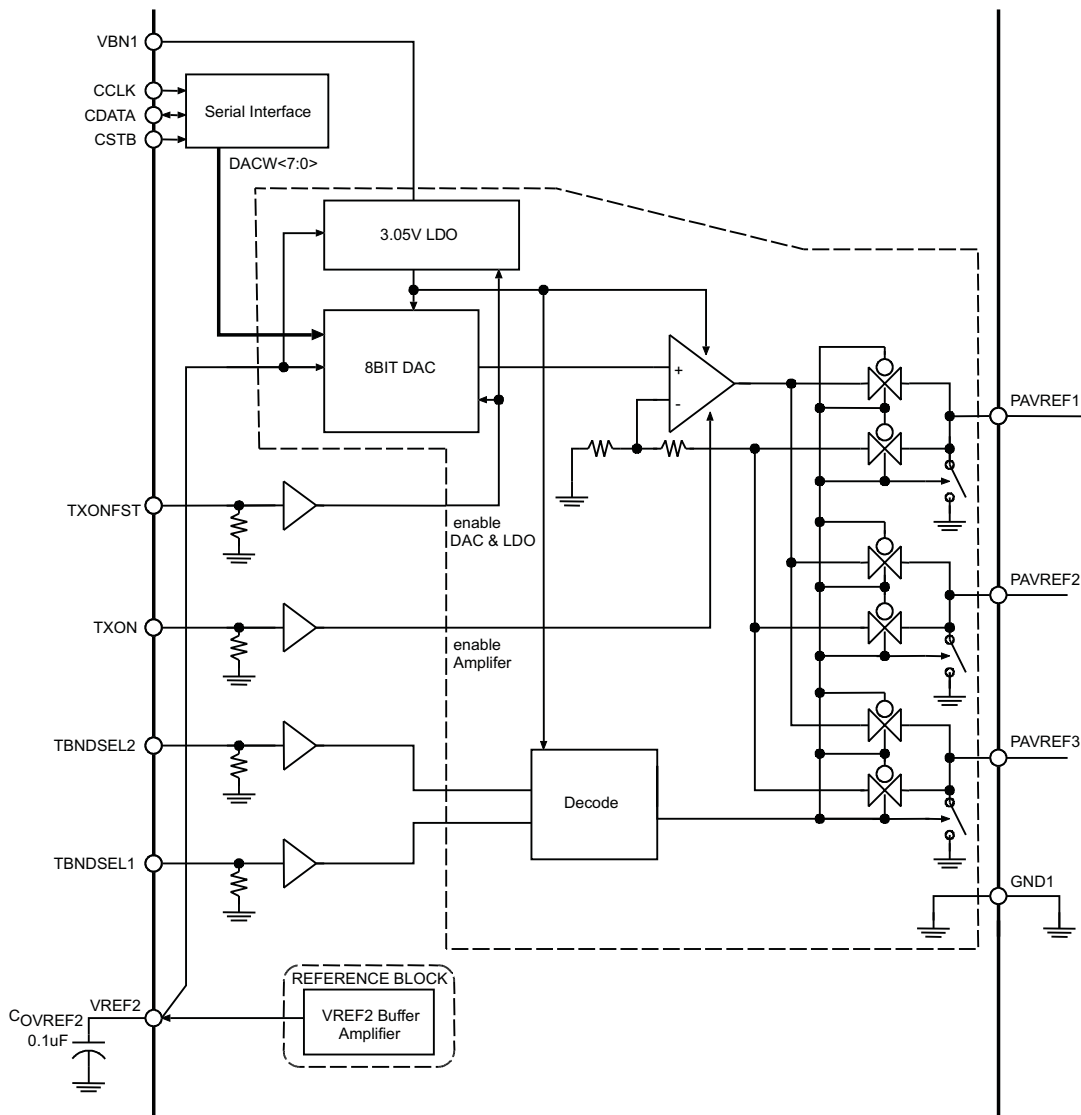 VBN1
CCLK
CDATA
CSTB
Serial Interface
DACW<7:0>
3.05V LDO
8BIT DAC
+
-
PAVREF1
TXONFST
enable
DAC & LDO
PAVREF2
TXON
enable
Amplifer
TBNDSEL2
PAVREF3
Decode
TBNDSEL1
GND1
REFERENCE BLOCK
VREF2
VREF2 Buffer
Amplifier
COVREF2
0.1uF